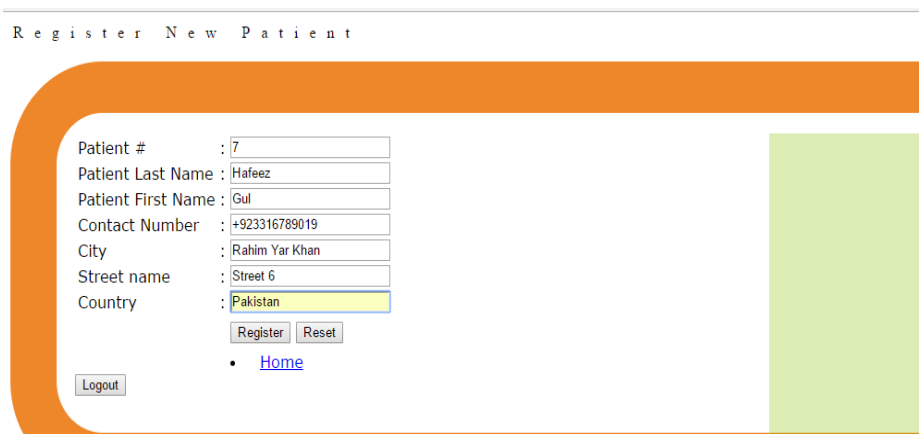 Register New Patient
Patient # : 7
Patient Last Name : Hafeez
Patient First Name : Gul
Contact Number : +923316789019
City : Rahim Yar Khan
Street name : Street 6
Country : Pakistan
Register Reset
• Home
Logout